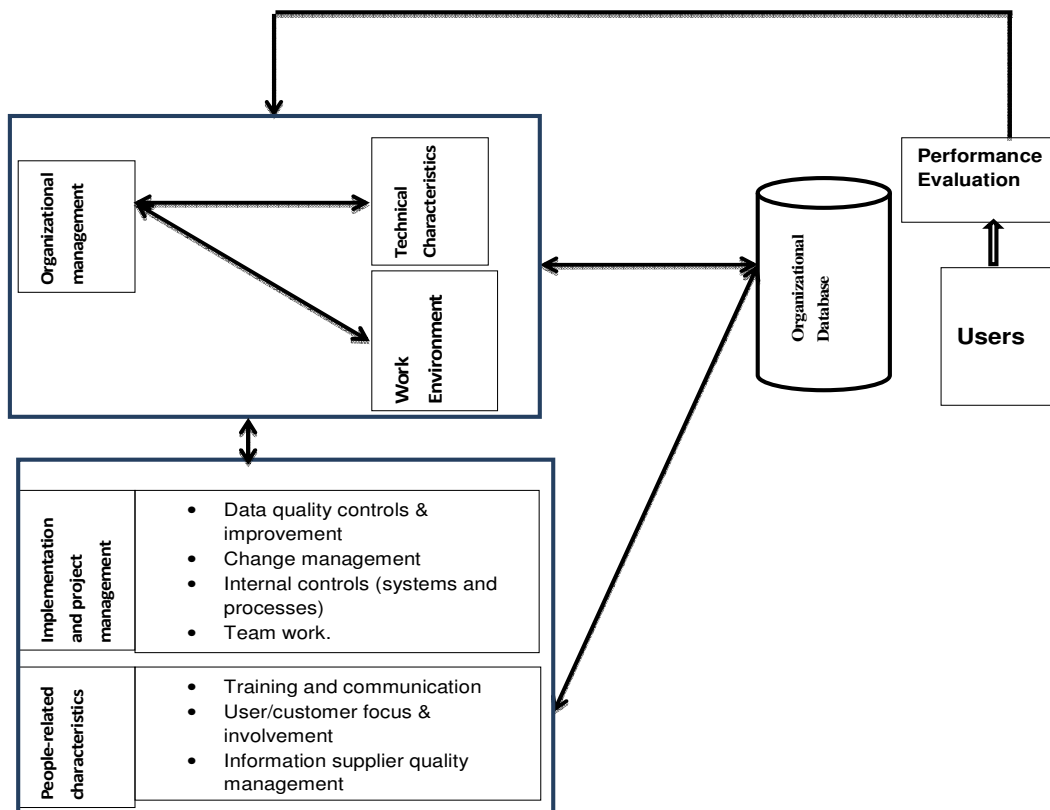 Organizational
management
Technical
Characteristics
Work
Environment
Organizational
Database
Performance
Evaluation
Users
Implementation
and project
management
• Data quality controls &
improvement
• Change management
• Internal controls (systems and
processes)
• Team work.
People-related
characteristics
• Training and communication
• User/customer focus &
involvement
• Information supplier quality
management